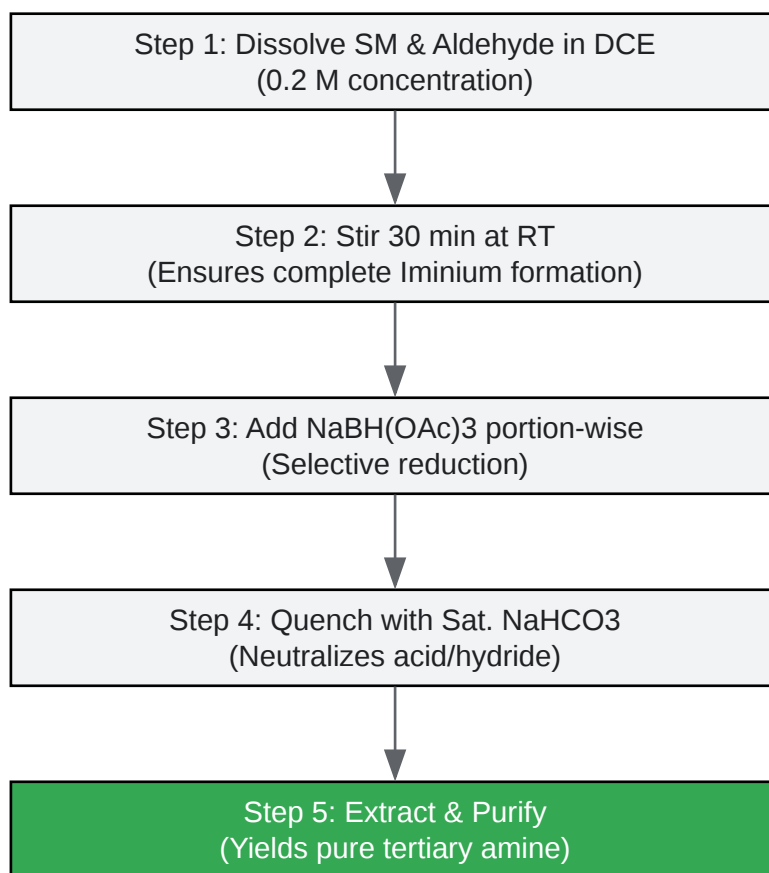 Step 1: Dissolve SM & Aldehyde in DCE
(0.2 M concentration)
Step 2: Stir 30 min at RT
(Ensures complete Iminium formation)
Step 3: Add NaBH(OAc)3 portion-wise
(Selective reduction)
Step 4: Quench with Sat. NaHCO3
(Neutralizes acid/hydride)
Step 5: Extract & Purify
(Yields pure tertiary amine)